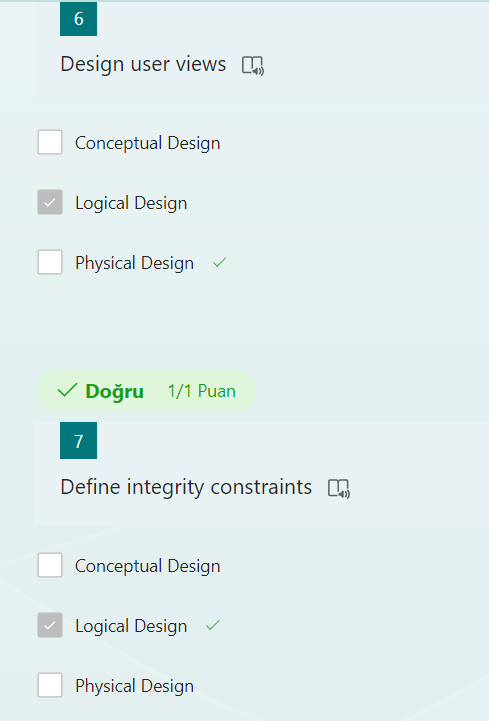 6
Design user views
Conceptual Design
Logical Design
Physical Design
Doğru 1/1 Puan
7
Define integrity constraints
Conceptual Design
Logical Design
Physical Design